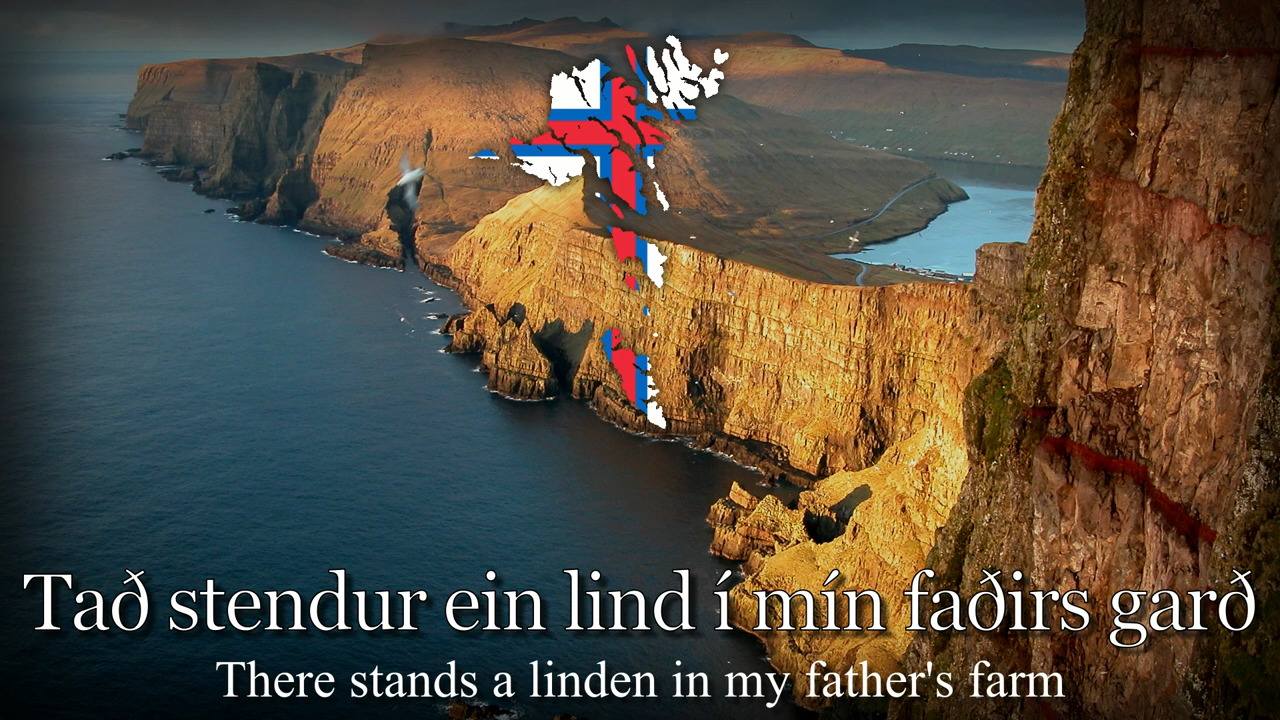 Tað stendur ein lind í mín faðirs garð
There stands a linden in my father's farm